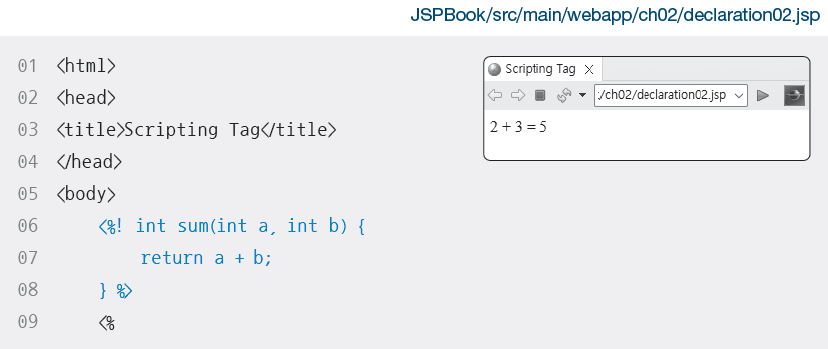 JSPBook/src/main/webapp/ch02/declaration02.jsp
01 <html>
02 <head>
03 <title>Scripting Tag</title>
04 </head>
05 <body>
06 <%! int sum(int a, int b) {
07 return a + b;
08 } %>
09 <%
Scripting Tag
:/ch02/declaration02.jsp
2 + 3 = 5